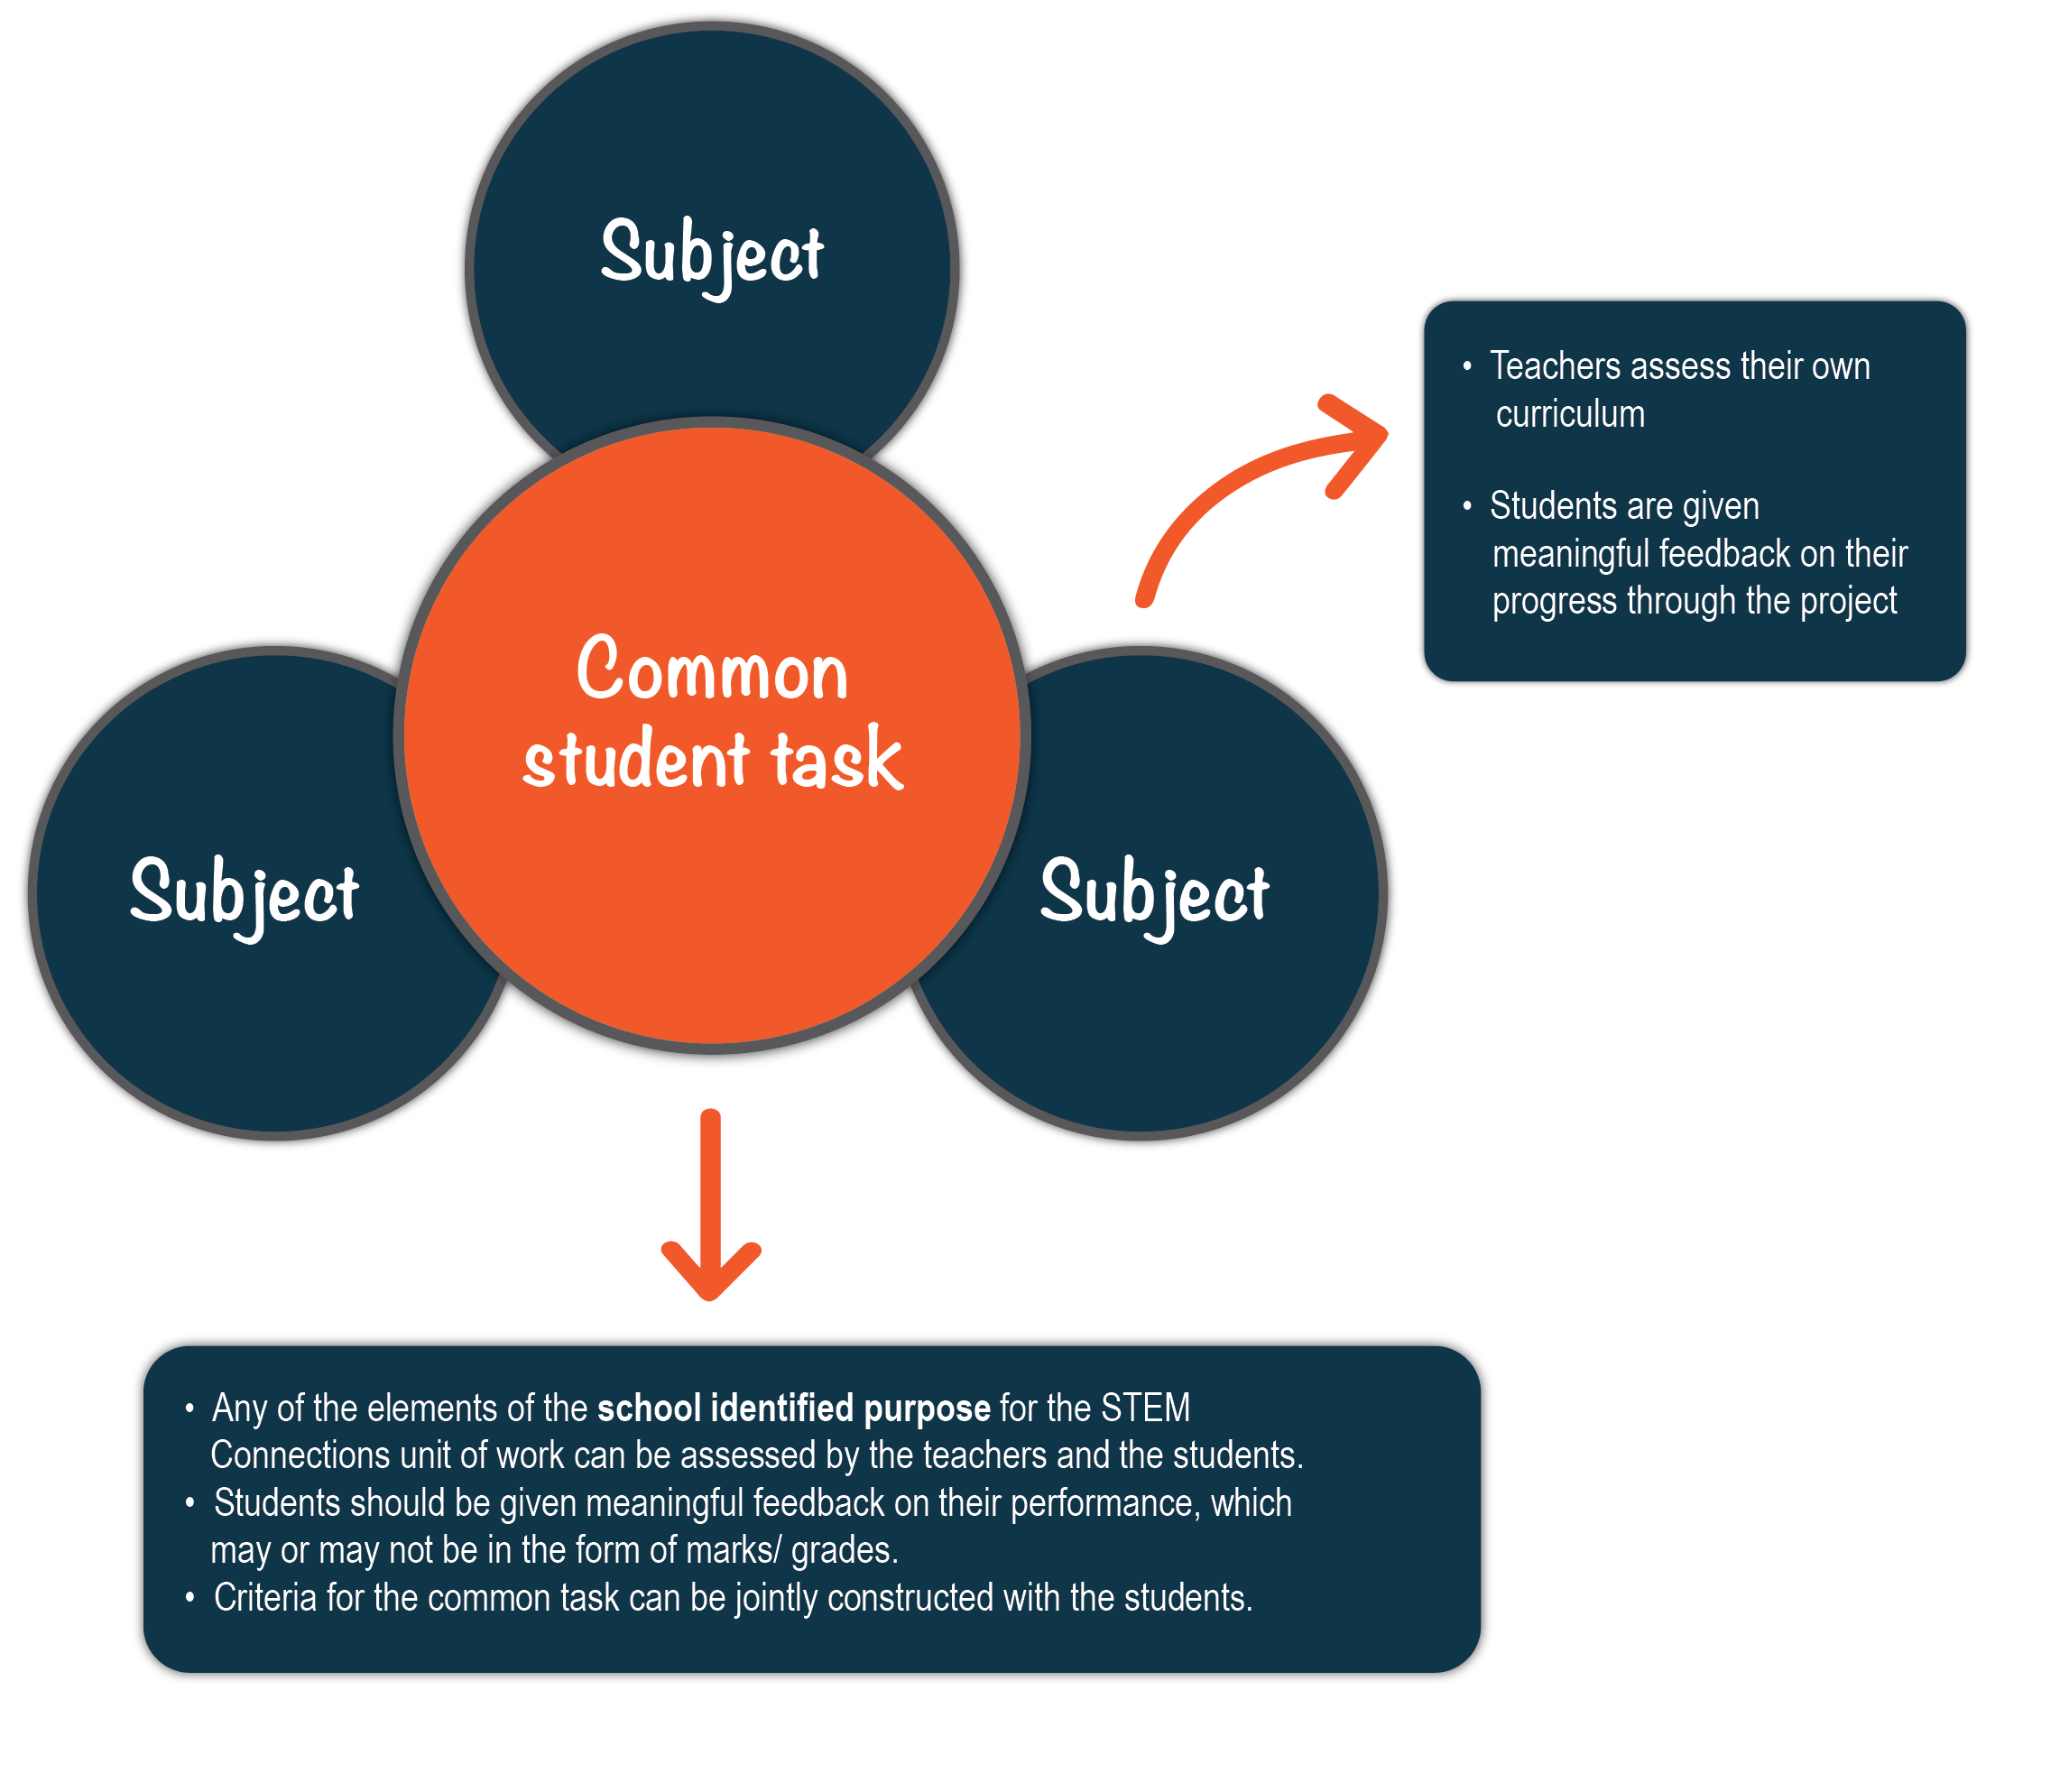 Subject
• Teachers assess their own
curriculum
• Students are given
meaningful feedback on their
progress through the project
Common
student task
Subject
Subject
• Any of the elements of the school identified purpose for the STEM
Connections unit of work can be assessed by the teachers and the students.
• Students should be given meaningful feedback on their performance, which
may or may not be in the form of marks/ grades.
• Criteria for the common task can be jointly constructed with the students.